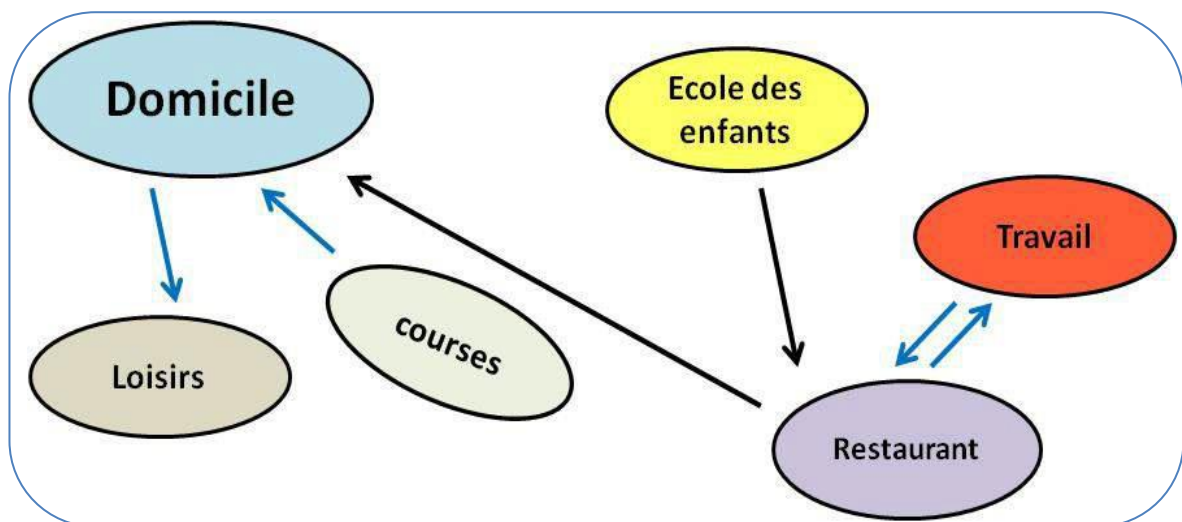 Domicile
Ecole des
enfants
Travail
courses
Loisirs
Restaurant